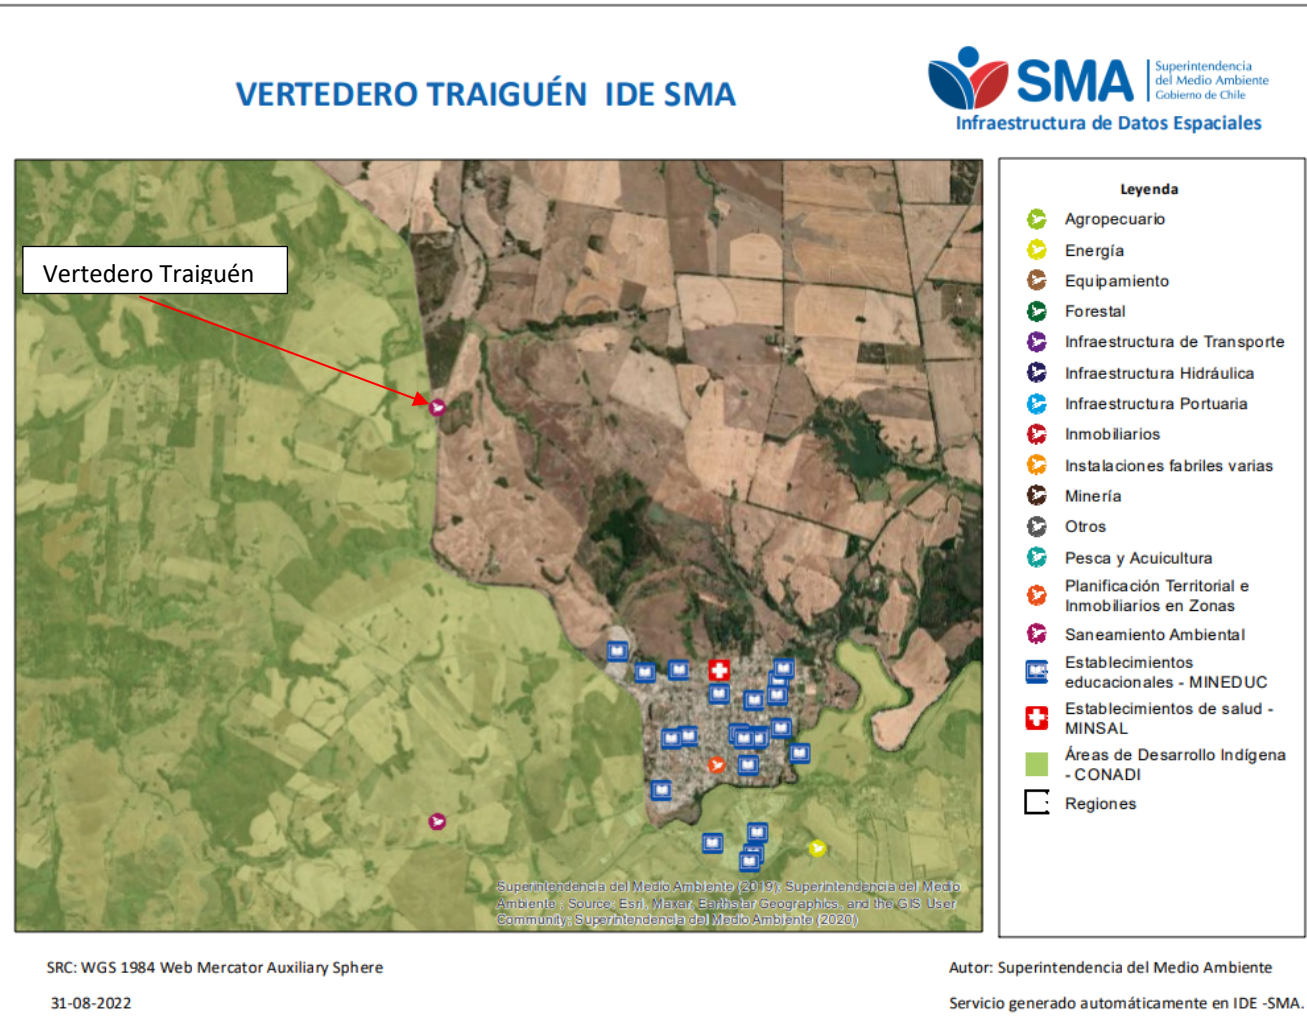 VERTEDERO TRAIGUÉN IDE SMA
SMA
Superintendencia
del Medio Ambiente
Gobierno de Chile
Infraestructura de Datos Espaciales
Vertedero Traiguén
Leyenda
Agropecuario
Energía
Equipamiento
Forestal
Infraestructura de Transporte
Infraestructura Hidráulica
Infraestructura Portuaria
Inmobiliarios
Instalaciones fabriles varias
Minería
Otros
Pesca y Acuicultura
Planificación Territorial e
Inmobiliarios en Zonas
Saneamiento Ambiental
Establecimientos
educacionales - MINEDUC
Establecimientos de salud -
MINSAL
Áreas de Desarrollo Indígena
- CONADI
Regiones
Superintendencia del Medio Ambiente (2019); Superintendencia del Medio
Ambiente ; Source: Esri, Maxar, Earthstar Geographics, and the GIS User
Community; Superintendencia del Medio Ambiente (2020)
SRC: WGS 1984 Web Mercator Auxiliary Sphere
31-08-2022
Autor: Superintendencia del Medio Ambiente
Servicio generado automáticamente en IDE -SMA.